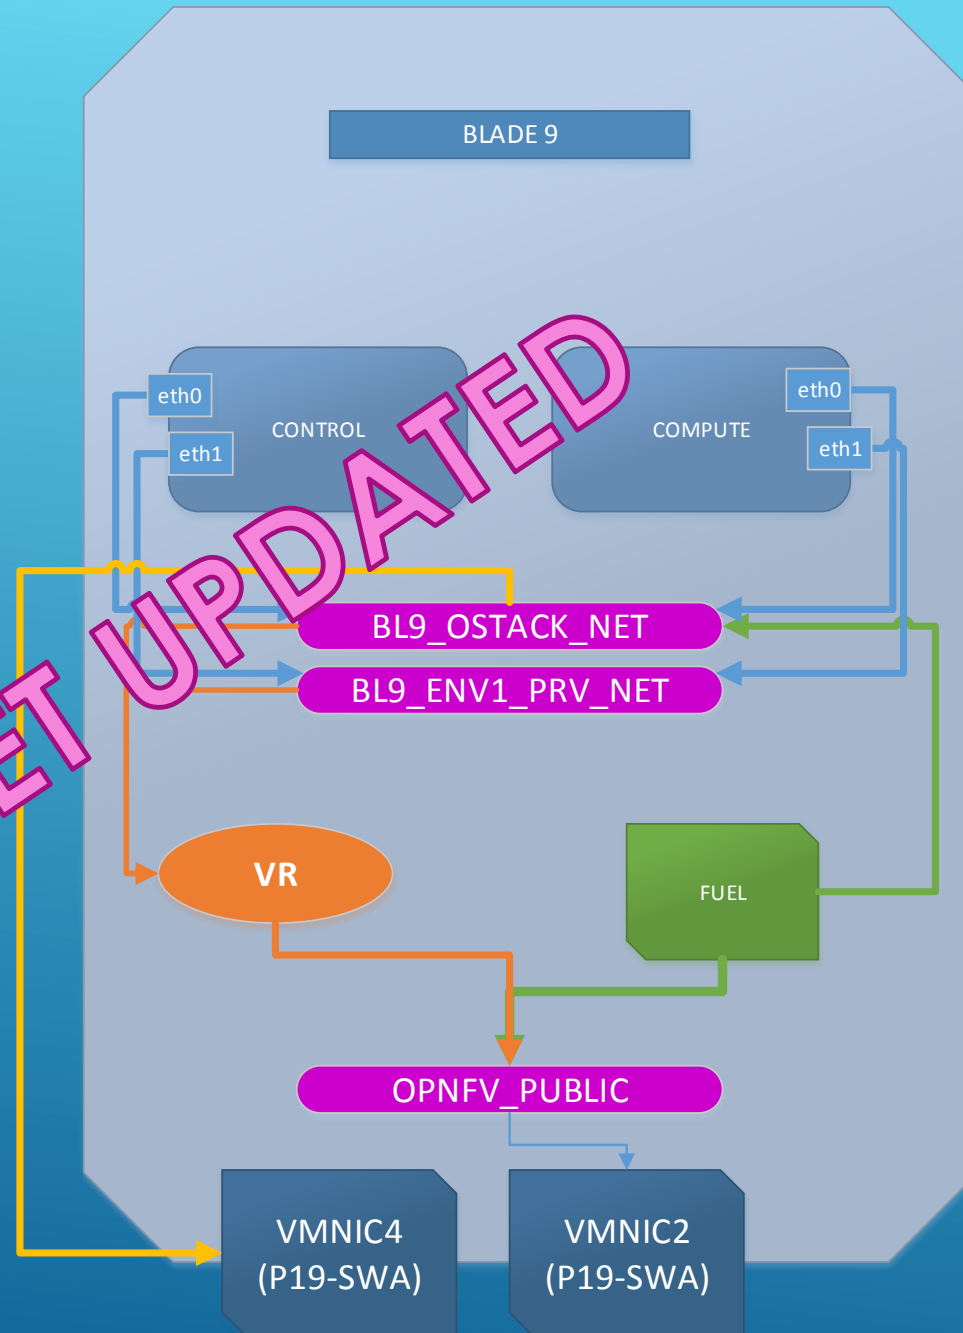 BLADE 9
eth0
eth1
CONTROL
COMPUTE
eth0
eth1
ET UPDATED
BL9_OSTACK_NET
BL9_ENV1_PRV_NET
VR
FUEL
OPNFV_PUBLIC
VMNIC4
(P19-SWA)
VMNIC2
(P19-SWA)